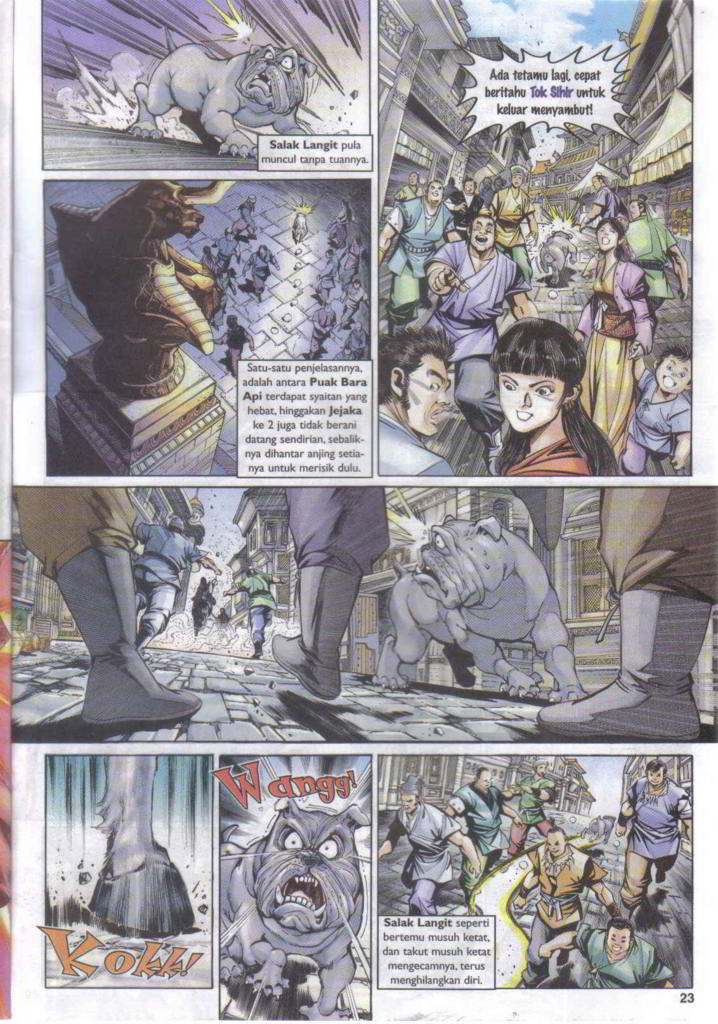 Salak Langit pula
muncul tanpa tuannya.
Ada tetamu lagi, cepat
beritahu Tok Sihir untuk
keluar menyambut!
Satu-satu penjelasannya,
adalah antara Puak Bara
Api terdapat syaitan yang
hebat, hinggakan Jejaka
ke 2 juga tidak berani
datang sendirian, sebalik-
nya dihantar anjing setia-
nya untuk merisik dulu.
Kokk!
Wangg!
Salak Langit seperti
bertemu musuh ketat,
dan takut musuh ketat
mengecamnya, terus
menghilangkan diri.
23